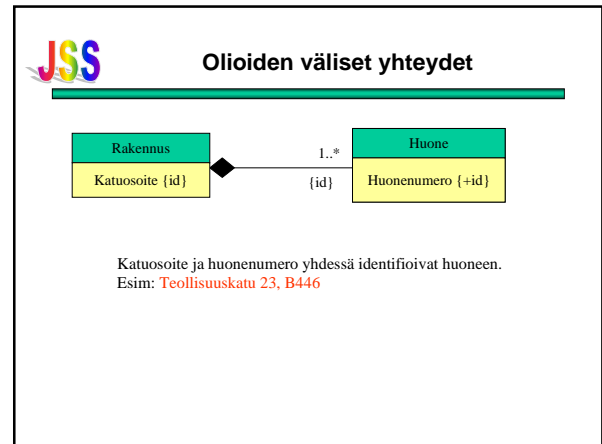 JSS
Olioiden väliset yhteydet
Rakennus
Katuosoite {id}
1..*
{id}
Huone
Huonenumero {+id}
Katuosoite ja huonenumero yhdessä identifioivat huoneen.
Esim: Teollisuuskatu 23, B446